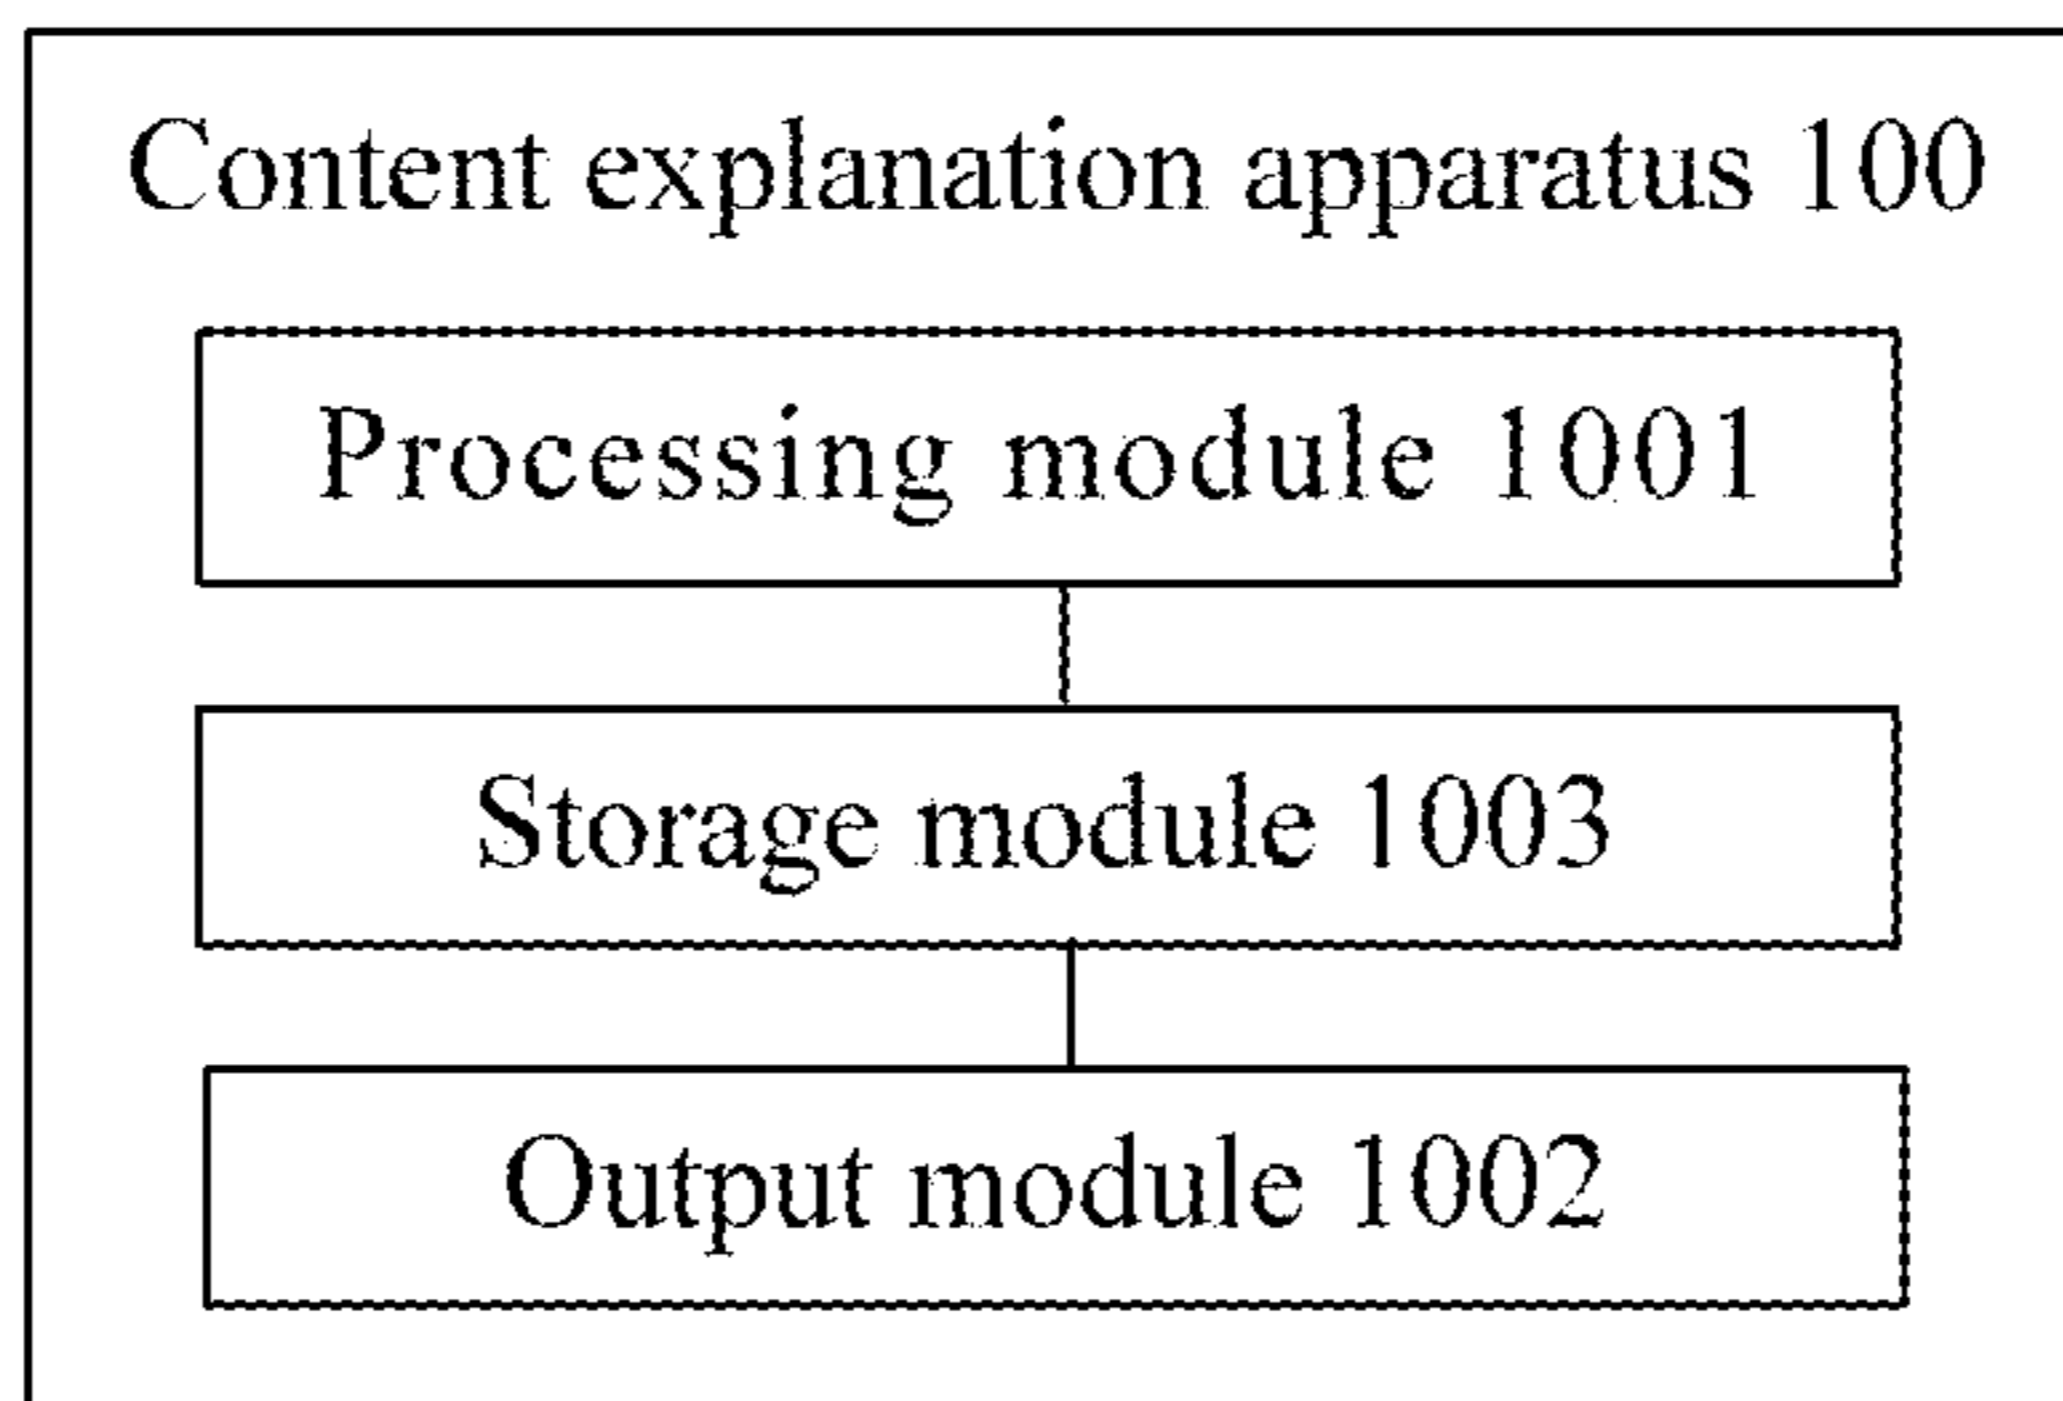 Content explanation apparatus 100
Processing module 1001
Storage module 1003
Output module 1002